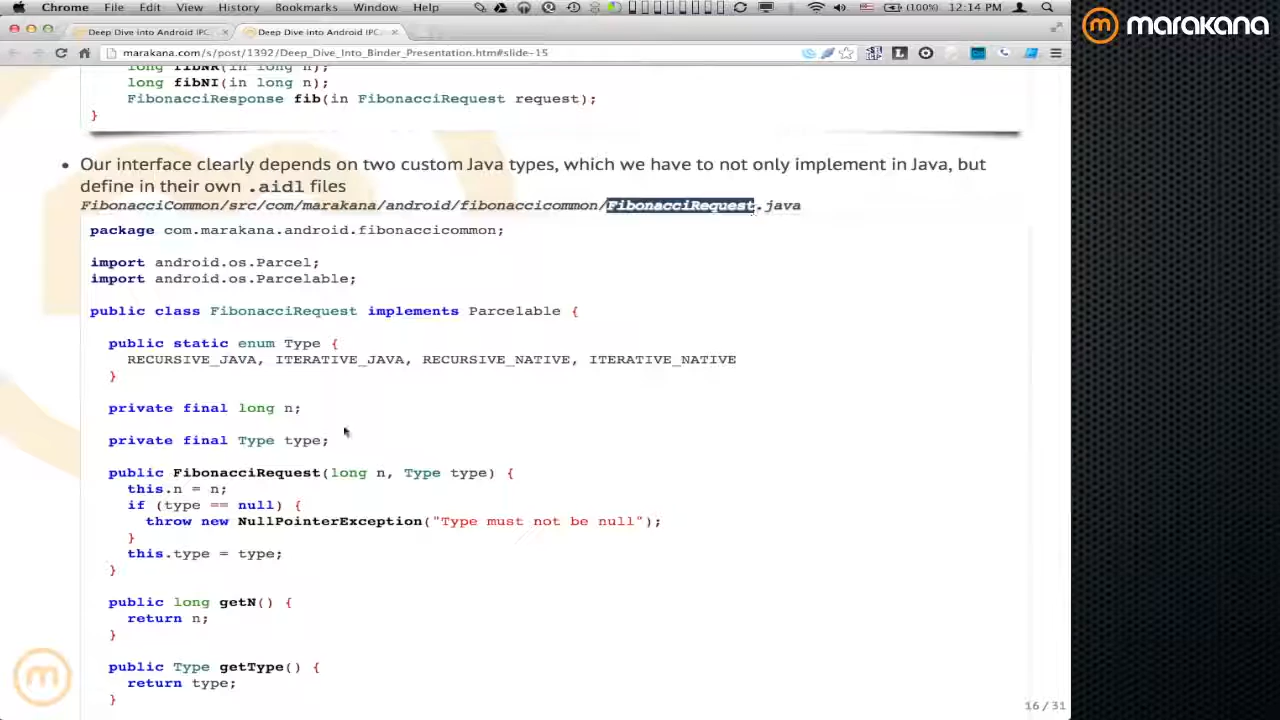 Chrome File Edit View History Bookmarks Window Help (100%) 12:14 PM
marakana
Deep Dive into Android IPC Deep Dive into Android IPC
marakana.com/s/post/1392/Deep_Dive_Into_Binder_Presentation.htm#slide-15
long fibNR(in long n);
long fibNI(in long n);
FibonacciResponse fib(in FibonacciRequest request);
}
• Our interface clearly depends on two custom Java types, which we have to not only implement in Java, but
define in their own .aidl files
FibonacciCommon/src/com/marakana/android/fibonaccicommon/FibonacciRequest.java
package com.marakana.android.fibonaccicommon;
import android.os.Parcel;
import android.os.Parcelable;
public class FibonacciRequest implements Parcelable {
public static enum Type {
RECURSIVE_JAVA, ITERATIVE_JAVA, RECURSIVE_NATIVE, ITERATIVE_NATIVE
}
private final long n;
private final Type type;
public FibonacciRequest(long n, Type type) {
this.n = n;
if (type == null) {
throw new NullPointerException("Type must not be null");
}
this.type = type;
}
public long getN() {
return n;
}
public Type getType() {
return type;
}
16 / 31